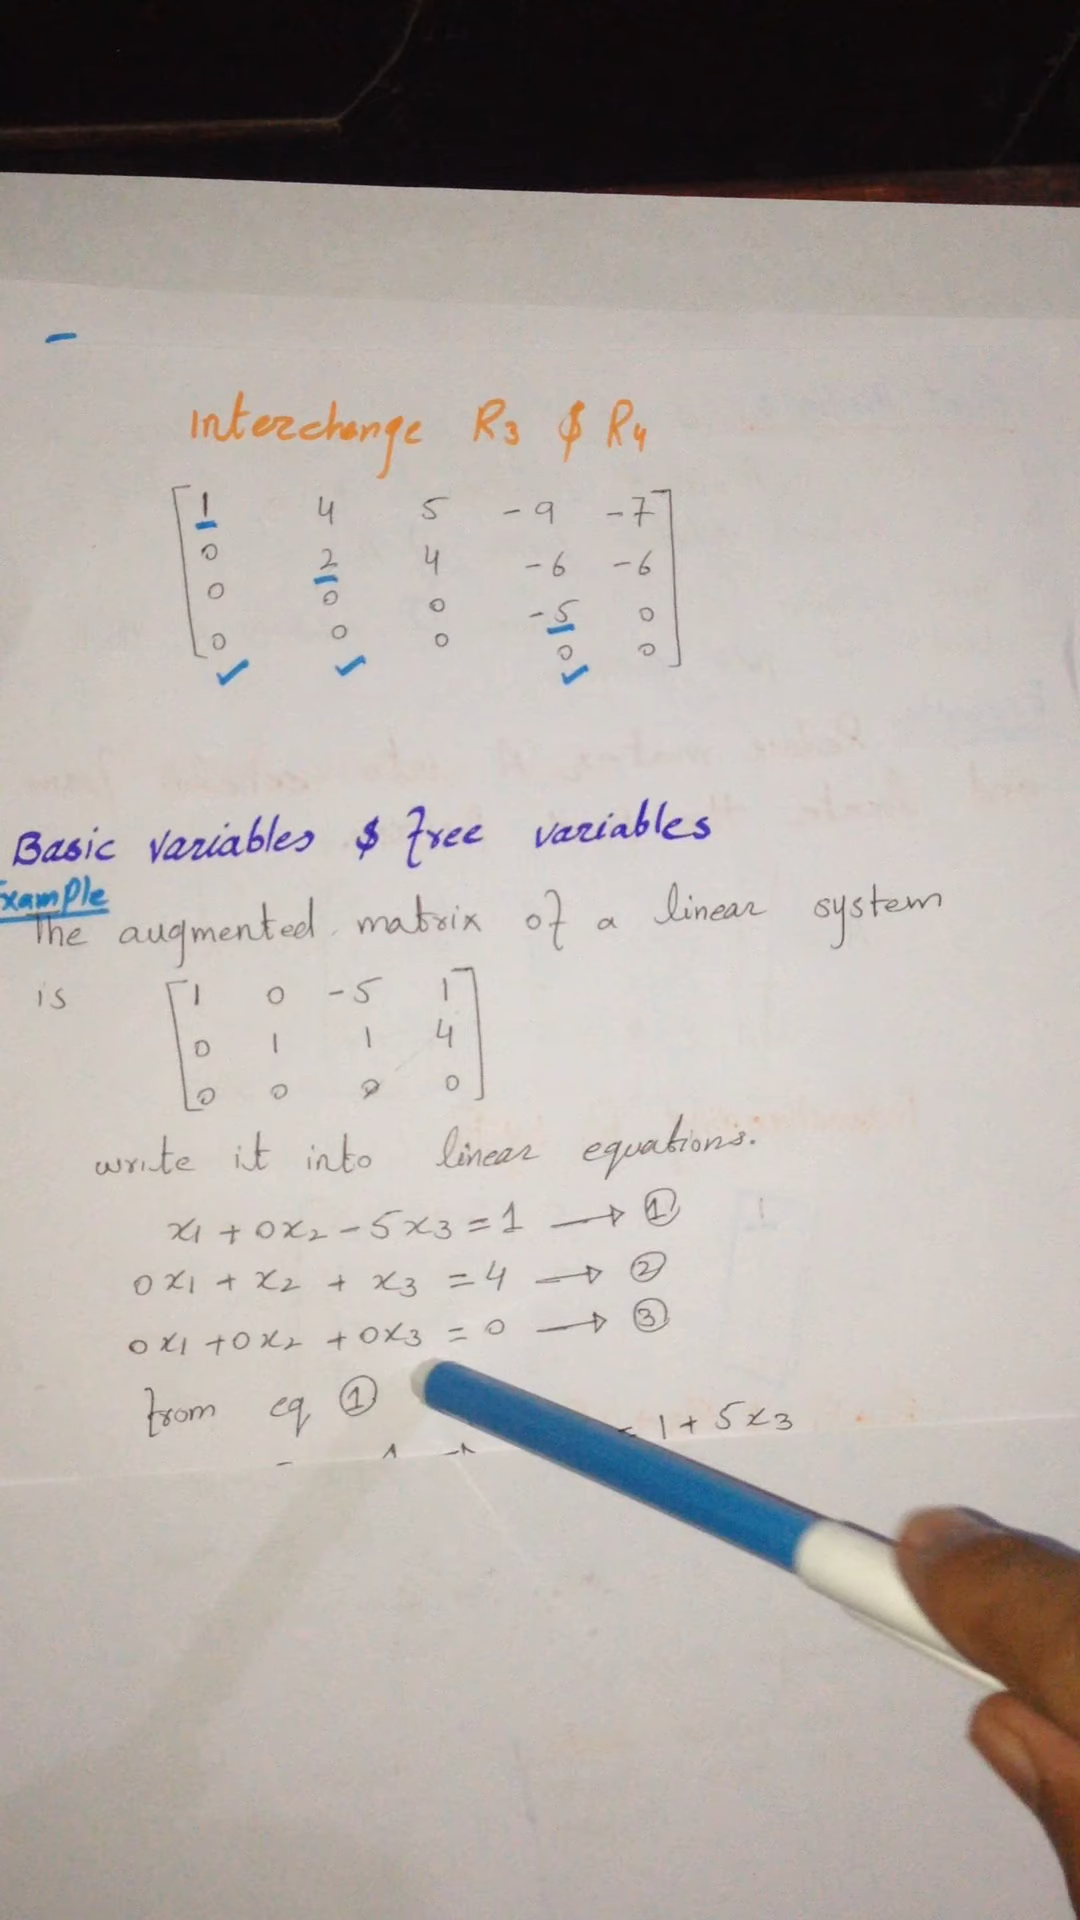 Interchange R3 $ R4
1 4 5 -9 -7
0 2 4 -6 -6
0 0 0 -5 0
0 0 0 0 0
Basic variables $ free variables
Example
The augmented matrix of a linear system
is
1 0 -5 1
0 1 1 4
0 0 0 0
write it into linear equations.
x1 + 0x2 - 5x3 = 1 → ①
0x1 + x2 + x3 = 4 → ②
0x1 + 0x2 + 0x3 = 0 → ③
from eq ①
= 1 + 5x3